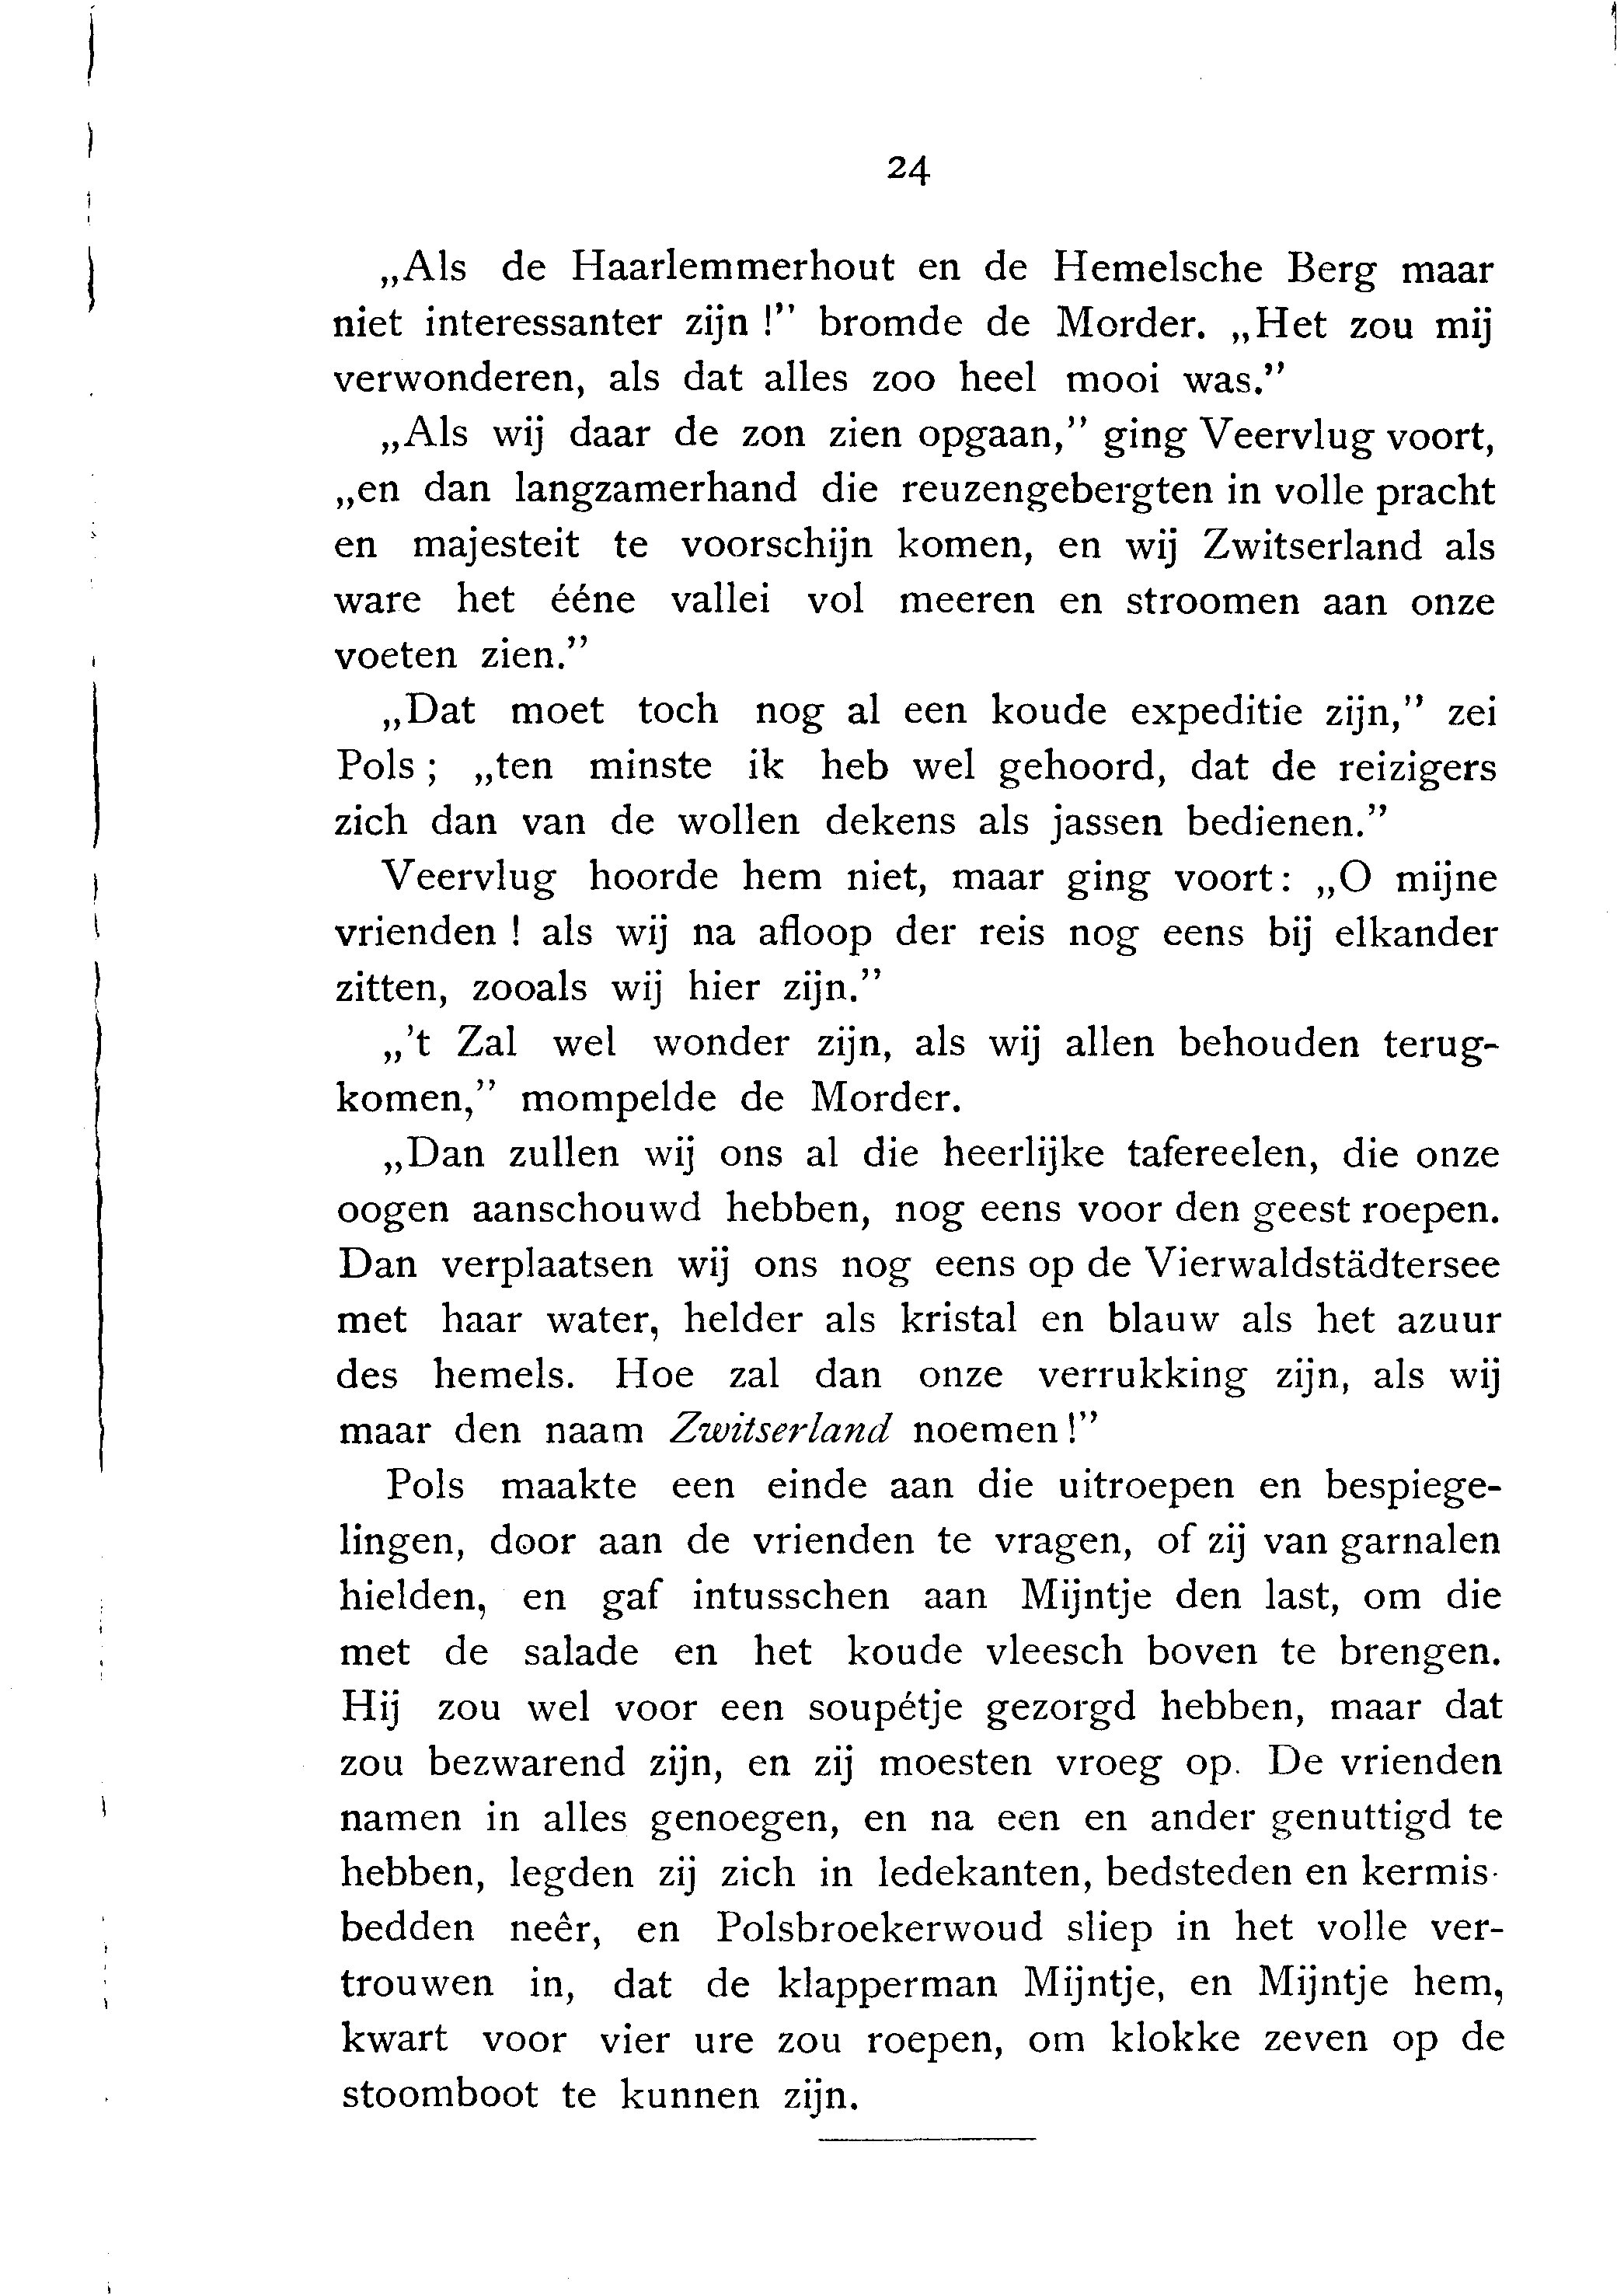 24
„Als de Haarlemmerhout en de Hemelsche Berg maar
niet interessanter zijn !” bromde de Morder. „Het zou mij
verwonderen, als dat alles zoo heel mooi was.”
„Als wij daar de zon zien opgaan,” ging Veervlug voort,
„en dan langzamerhand die reuzengebergten in volle pracht
en majesteit te voorschijn komen, en wij Zwitserland als
ware het ééne vallei vol meeren en stroomen aan onze
voeten zien.”
„Dat moet toch nog al een koude expeditie zijn,” zei
Pols ; „ten minste ik heb wel gehoord, dat de reizigers
zich dan van de wollen dekens als jassen bedienen.”
Veervlug hoorde hem niet, maar ging voort: „O mijne
vrienden ! als wij na afloop der reis nog eens bij elkander
zitten, zooals wij hier zijn.”
„'t Zal wel wonder zijn, als wij allen behouden terug-
komen,” mompelde de Morder.
„Dan zullen wij ons al die heerlijke tafereelen, die onze
oogen aanschouwd hebben, nog eens voor den geest roepen.
Dan verplaatsen wij ons nog eens op de Vierwaldstädtersee
met haar water, helder als kristal en blauw als het azuur
des hemels. Hoe zal dan onze verrukking zijn, als wij
maar den naam Zwitserland noemen !”
Pols maakte een einde aan die uitroepen en bespiege-
lingen, door aan de vrienden te vragen, of zij van garnalen
hielden, en gaf intusschen aan Mijntje den last, om die
met de salade en het koude vleesch boven te brengen.
Hij zou wel voor een soupétje gezorgd hebben, maar dat
zou bezwarend zijn, en zij moesten vroeg op. De vrienden
namen in alles genoegen, en na een en ander genuttigd te
hebben, legden zij zich in ledekanten, bedsteden en kermis-
bedden neêr, en Polsbroekerwoud sliep in het volle ver-
trouwen in, dat de klapperman Mijntje, en Mijntje hem,
kwart voor vier ure zou roepen, om klokke zeven op de
stoomboot te kunnen zijn.